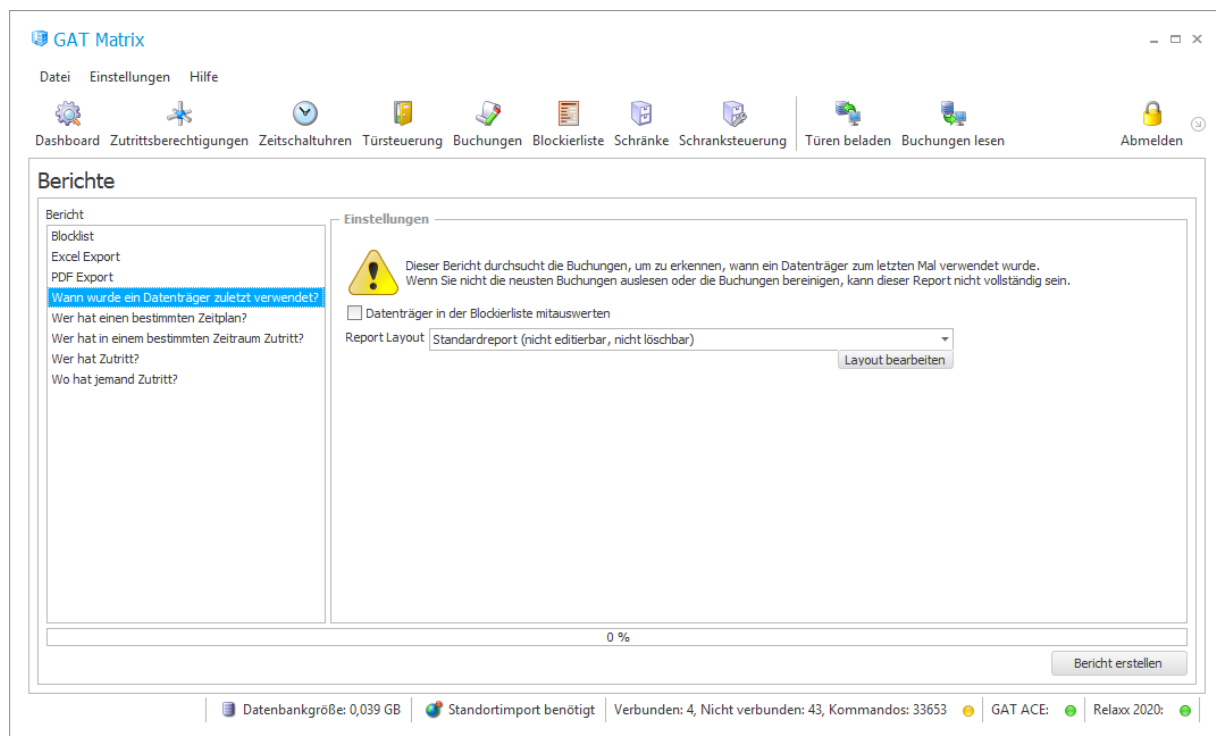 GAT Matrix
Datei Einstellungen Hilfe
Dashboard Zutrittsberechtigungen Zeitschaltuhren Türsteuerung Buchungen Blockierliste Schränke Schranksteuerung Türen beladen Buchungen lesen Abmelden
Berichte
Bericht
Blocklist
Excel Export
PDF Export
Wann wurde ein Datenträger zuletzt verwendet?
Wer hat einen bestimmten Zeitplan?
Wer hat in einem bestimmten Zeitraum Zutritt?
Wer hat Zutritt?
Wo hat jemand Zutritt?
Einstellungen
Dieser Bericht durchsucht die Buchungen, um zu erkennen, wann ein Datenträger zum letzten Mal verwendet wurde.
Wenn Sie nicht die neusten Buchungen auslesen oder die Buchungen bereinigen, kann dieser Report nicht vollständig sein.
Datenträger in der Blockierliste mitauswerten
Report Layout Standardreport (nicht editierbar, nicht löschbar)
Layout bearbeiten
0 %
Bericht erstellen
Datenbankgröße: 0,039 GB Standortimport benötigt Verbunden: 4, Nicht verbunden: 43, Kommandos: 33653 GAT ACE: Relaxx 2020: